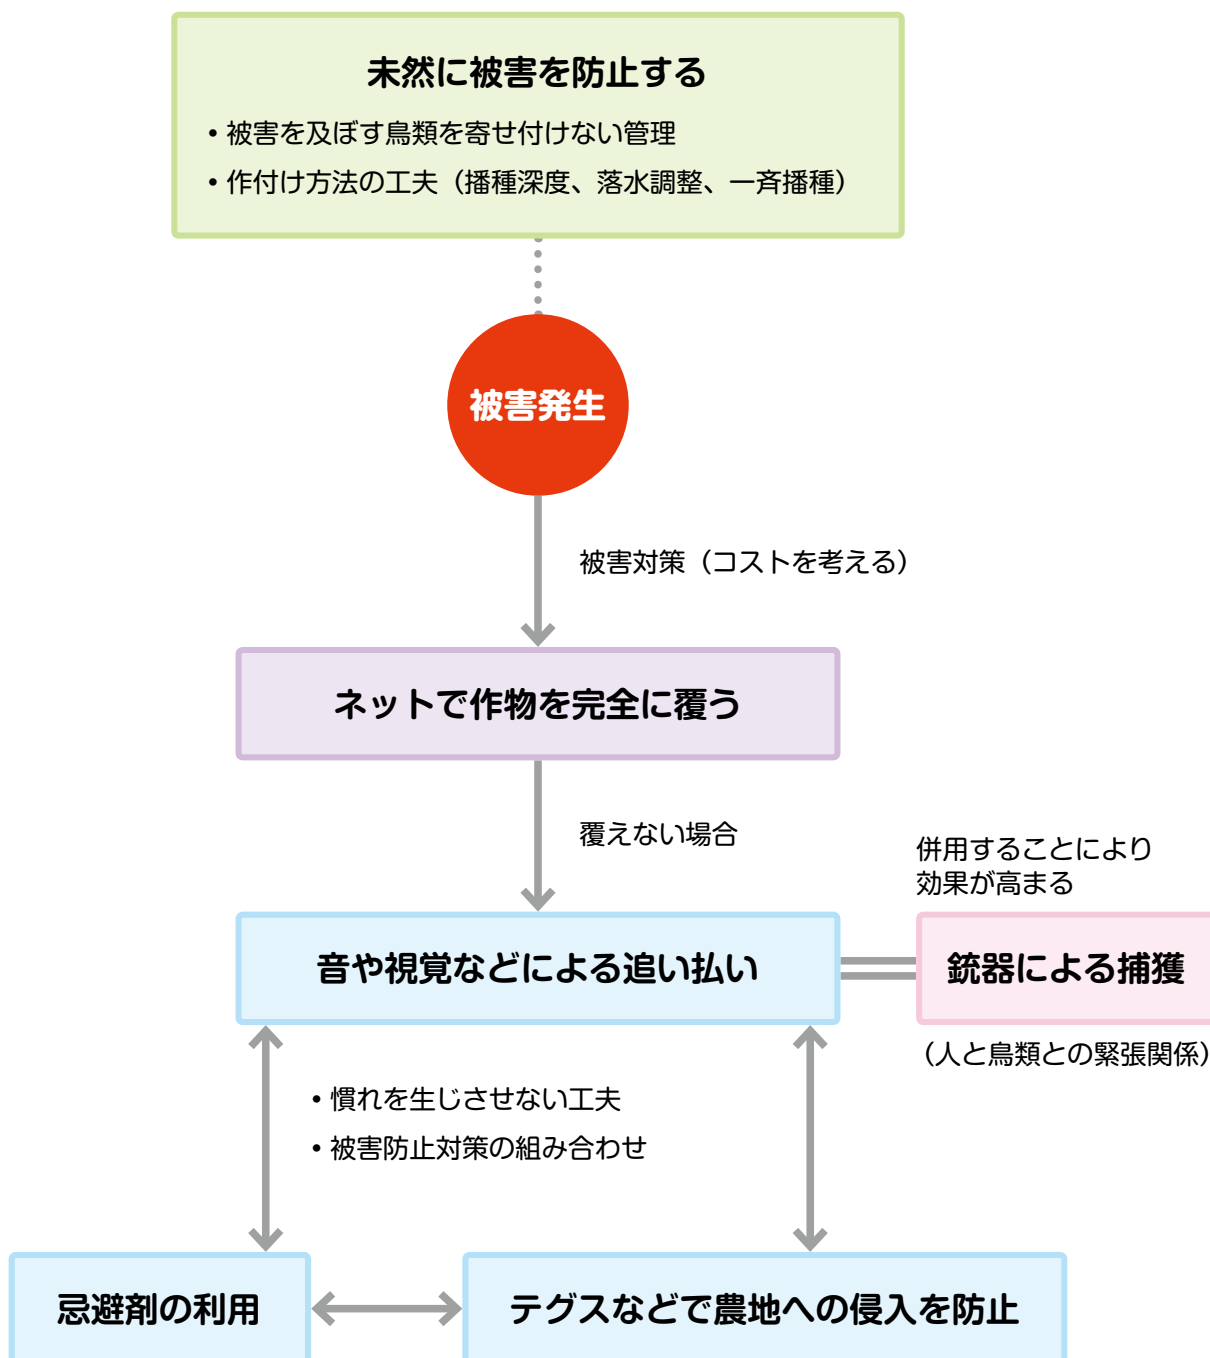 未然に被害を防止する
・被害を及ぼす鳥類を寄せ付けない管理
・作付け方法の工夫（播種深度、落水調整、一斉播種）
被害発生
被害対策（コストを考える）
ネットで作物を完全に覆う
覆えない場合
併用することにより
効果が高まる
音や視覚などによる追い払い
銃器による捕獲
（人と鳥類との緊張関係）
・慣れを生じさせない工夫
・被害防止対策の組み合わせ
忌避剤の利用
テグスなどで農地への侵入を防止